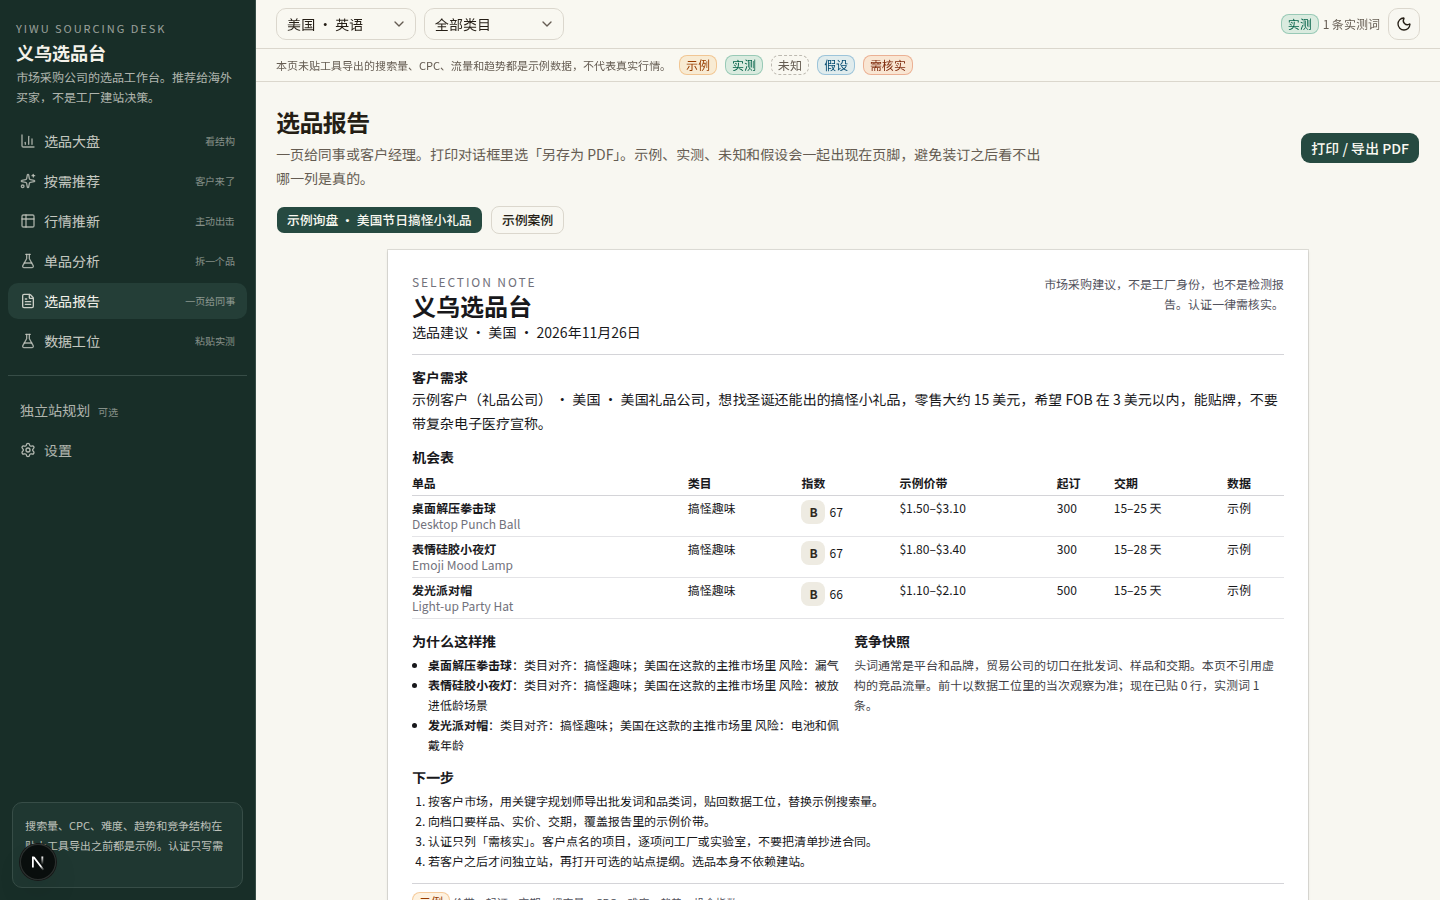 YIWU SOURCING DESK
义乌选品台
市场采购公司的选品工作台。推荐给海外
买家，不是工厂建站决策。
选品大盘 看结构
按需推荐 客户来了
行情推新 主动出击
单品分析 拆一个品
选品报告 一页给同事
数据工位 粘贴实测
独立站规划 可选
设置
搜索量、CPC、难度、趋势和竞争结构在
工具导出之前都是示例。认证只写需
N
美国 · 英语 全部类目 实测 1 条实测词
本页未贴工具导出的搜索量、CPC、流量和趋势都是示例数据，不代表真实行情。 示例 实测 未知 假设 需核实
选品报告
一页给同事或客户经理。打印对话框里选「另存为 PDF」。示例、实测、未知和假设会一起出现在页脚，避免装订之后看不出
哪一列是真的。
打印 / 导出 PDF
示例询盘 · 美国节日搞怪小礼品 示例案例
SELECTION NOTE
义乌选品台
选品建议 · 美国 · 2026年11月26日
市场采购建议，不是工厂身份，也不是检测报
告。认证一律需核实。
客户需求
示例客户（礼品公司） · 美国 · 美国礼品公司，想找圣诞还能出的搞怪小礼品，零售大约 15 美元，希望 FOB 在 3 美元以内，能贴牌，不要
带复杂电子医疗宣称。
机会表
单品 类目 指数 示例价带 起订 交期 数据
桌面解压拳击球 搞怪趣味 B 67 $1.50–$3.10 300 15–25 天 示例
Desktop Punch Ball
表情硅胶小夜灯 搞怪趣味 B 67 $1.80–$3.40 300 15–28 天 示例
Emoji Mood Lamp
发光派对帽 搞怪趣味 B 66 $1.10–$2.10 500 15–25 天 示例
Light-up Party Hat
为什么这样推
桌面解压拳击球：类目对齐：搞怪趣味；美国在这款的主推市场里 风险：漏气
表情硅胶小夜灯：类目对齐：搞怪趣味；美国在这款的主推市场里 风险：被放
进低龄场景
发光派对帽：类目对齐：搞怪趣味；美国在这款的主推市场里 风险：电池和佩
戴年龄
竞争快照
头词通常是平台和品牌，贸易公司的切口在批发词、样品和交期。本页不引用虚
构的竞品流量。前十以数据工位里的当次观察为准；现在已贴 0 行，实测词 1
条。
下一步
1. 按客户市场，用关键字规划师导出批发词和品类词，贴回数据工位，替换示例搜索量。
2. 向档口要样品、实价、交期，覆盖报告里的示例价带。
3. 认证只列「需核实」。客户点名的项目，逐项问工厂或实验室，不要把清单抄进合同。
4. 若客户之后才问独立站，再打开可选的站点提纲。选品本身不依赖建站。
示例